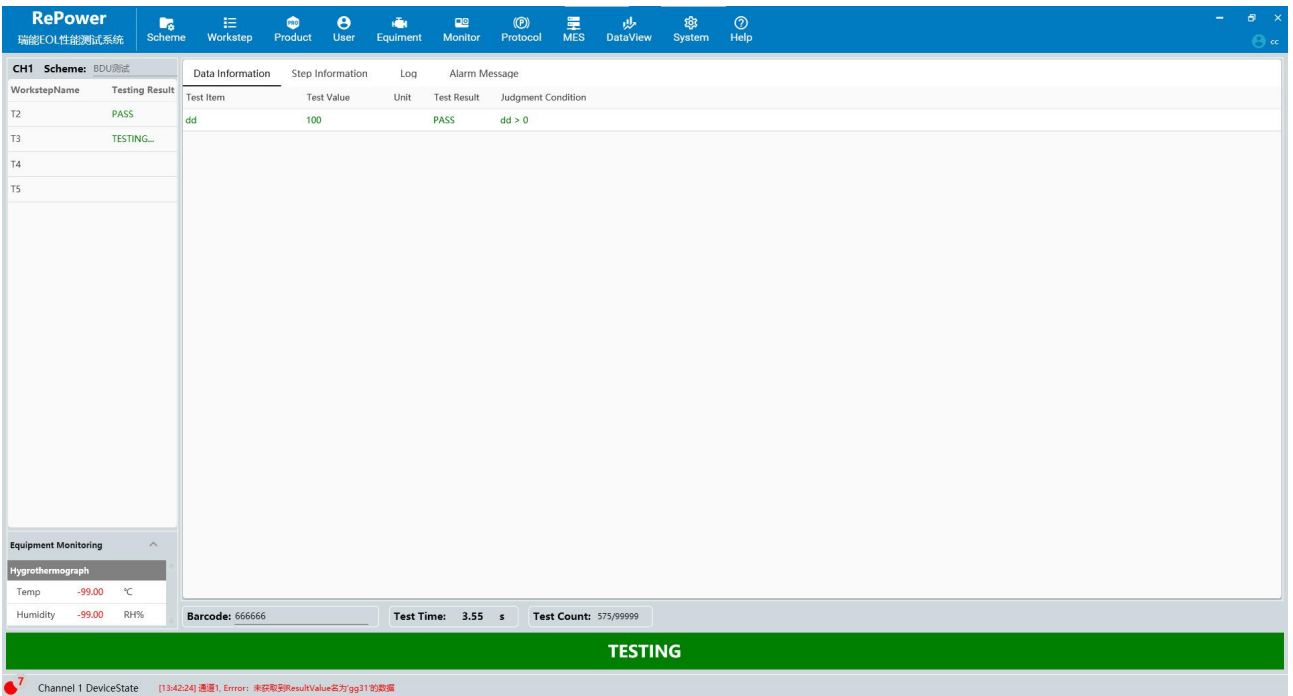 RePower
瑞能EOL性能测试系统
Scheme Workstep Product User Equiment Monitor Protocol MES DataView System Help
PRO
(P)
cc
CH1 Scheme: BDU测试
WorkstepName Testing Result
T2 PASS
T3 TESTING...
T4
T5
Data Information Step Information Log Alarm Message
Test Item Test Value Unit Test Result Judgment Condition
dd 100 PASS dd > 0
Equipment Monitoring
Hygrothermograph
Temp -99.00 ℃
Humidity -99.00 RH%
Barcode: 666666 Test Time: 3.55 s Test Count: 575/99999
TESTING
7 Channel 1 DeviceState [13:42:24] 通道1, Errror: 未获取到ResultValue名为'gg31'的数据